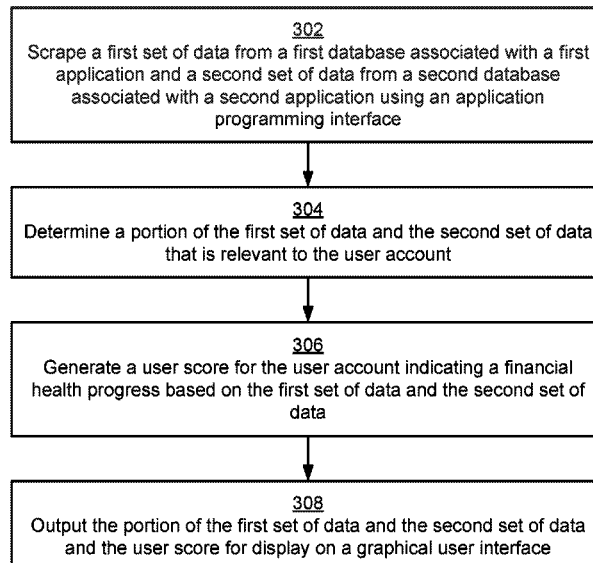 302
Scrape a first set of data from a first database associated with a first
application and a second set of data from a second database
associated with a second application using an application
programming interface
304
Determine a portion of the first set of data and the second set of data
that is relevant to the user account
306
Generate a user score for the user account indicating a financial
health progress based on the first set of data and the second set of
data
308
Output the portion of the first set of data and the second set of data
and the user score for display on a graphical user interface